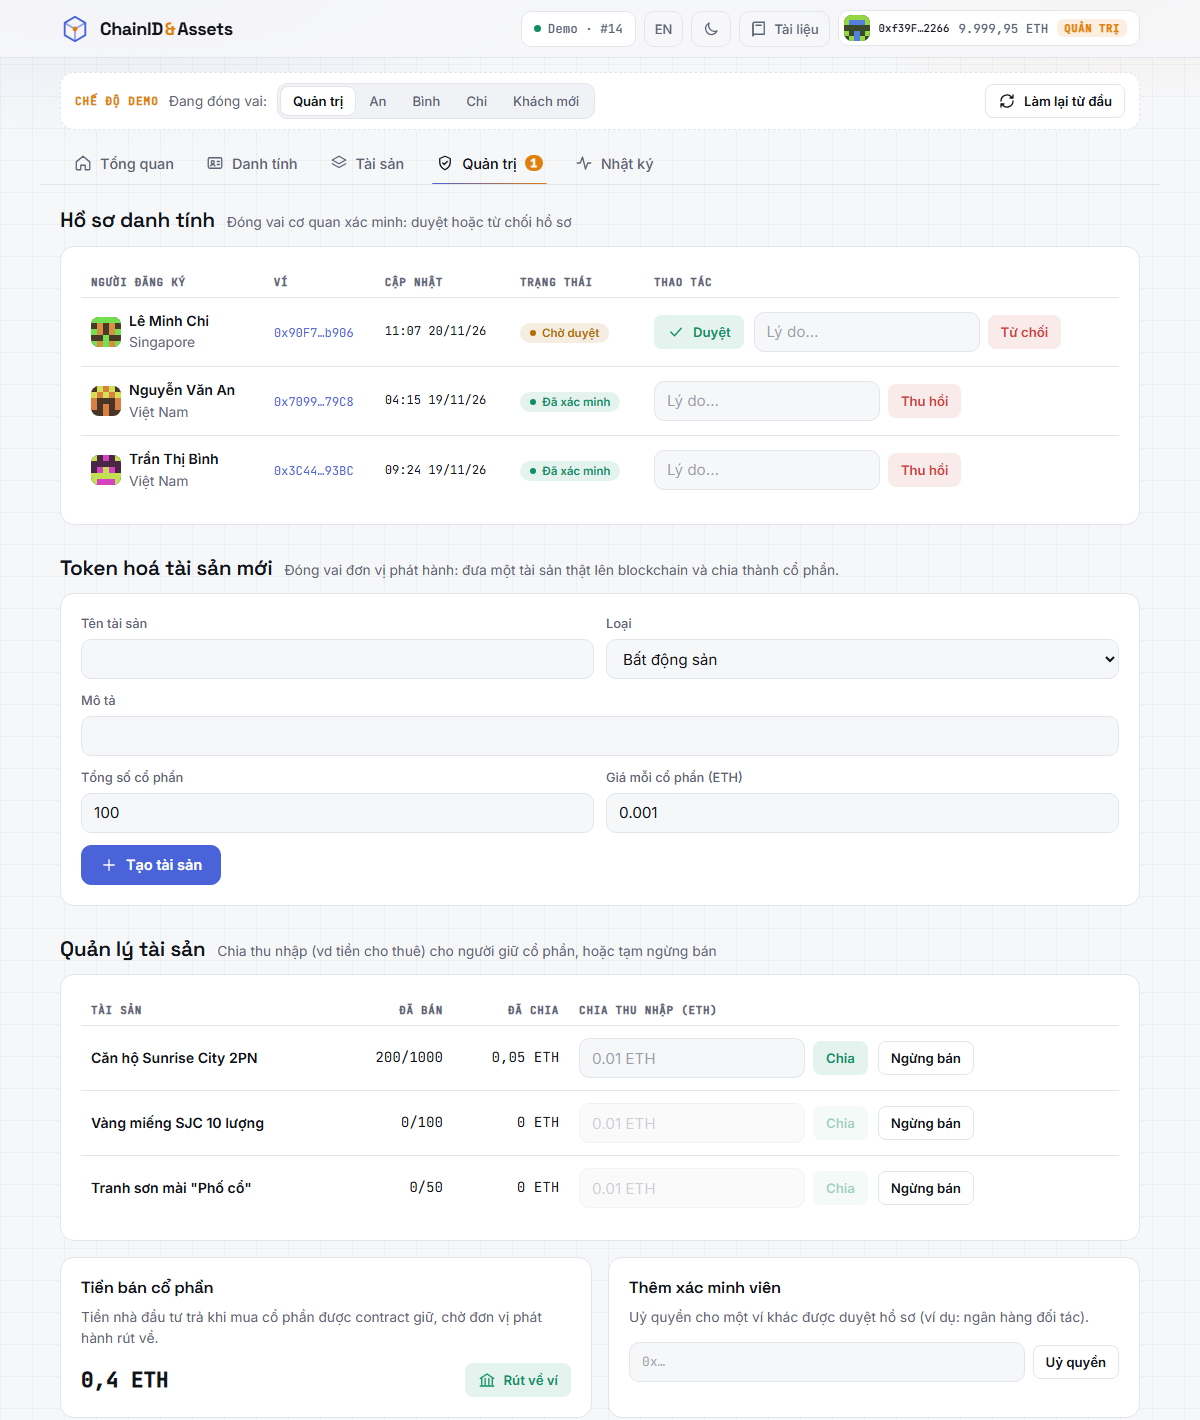 ChainID&Assets
Demo · #14
EN
Tài liệu
0xf39F…2266 9.999,95 ETH QUẢN TRỊ
CHẾ ĐỘ DEMO Đang đóng vai: Quản trị An Bình Chi Khách mới
Làm lại từ đầu
Tổng quan Danh tính Tài sản Quản trị 1 Nhật ký
Hồ sơ danh tính Đóng vai cơ quan xác minh: duyệt hoặc từ chối hồ sơ
NGƯỜI ĐĂNG KÝ VÍ CẬP NHẬT TRẠNG THÁI THAO TÁC
Lê Minh Chi
Singapore
0x90F7…b906 11:07 20/11/26 Chờ duyệt Duyệt Lý do… Từ chối
Nguyễn Văn An
Việt Nam
0x7099…79C8 04:15 19/11/26 Đã xác minh Lý do… Thu hồi
Trần Thị Bình
Việt Nam
0x3C44…93BC 09:24 19/11/26 Đã xác minh Lý do… Thu hồi
Token hoá tài sản mới Đóng vai đơn vị phát hành: đưa một tài sản thật lên blockchain và chia thành cổ phần.
Tên tài sản Loại
Bất động sản
Mô tả
Tổng số cổ phần Giá mỗi cổ phần (ETH)
100 0.001
Tạo tài sản
Quản lý tài sản Chia thu nhập (vd tiền cho thuê) cho người giữ cổ phần, hoặc tạm ngừng bán
TÀI SẢN ĐÃ BÁN ĐÃ CHIA CHIA THU NHẬP (ETH)
Căn hộ Sunrise City 2PN 200/1000 0,05 ETH 0.01 ETH Chia Ngừng bán
Vàng miếng SJC 10 lượng 0/100 0 ETH 0.01 ETH Chia Ngừng bán
Tranh sơn mài "Phố cổ" 0/50 0 ETH 0.01 ETH Chia Ngừng bán
Tiền bán cổ phần
Tiền nhà đầu tư trả khi mua cổ phần được contract giữ, chờ đơn vị phát
hành rút về.
0,4 ETH Rút về ví
Thêm xác minh viên
Uỷ quyền cho một ví khác được duyệt hồ sơ (ví dụ: ngân hàng đối tác).
0x… Uỷ quyền